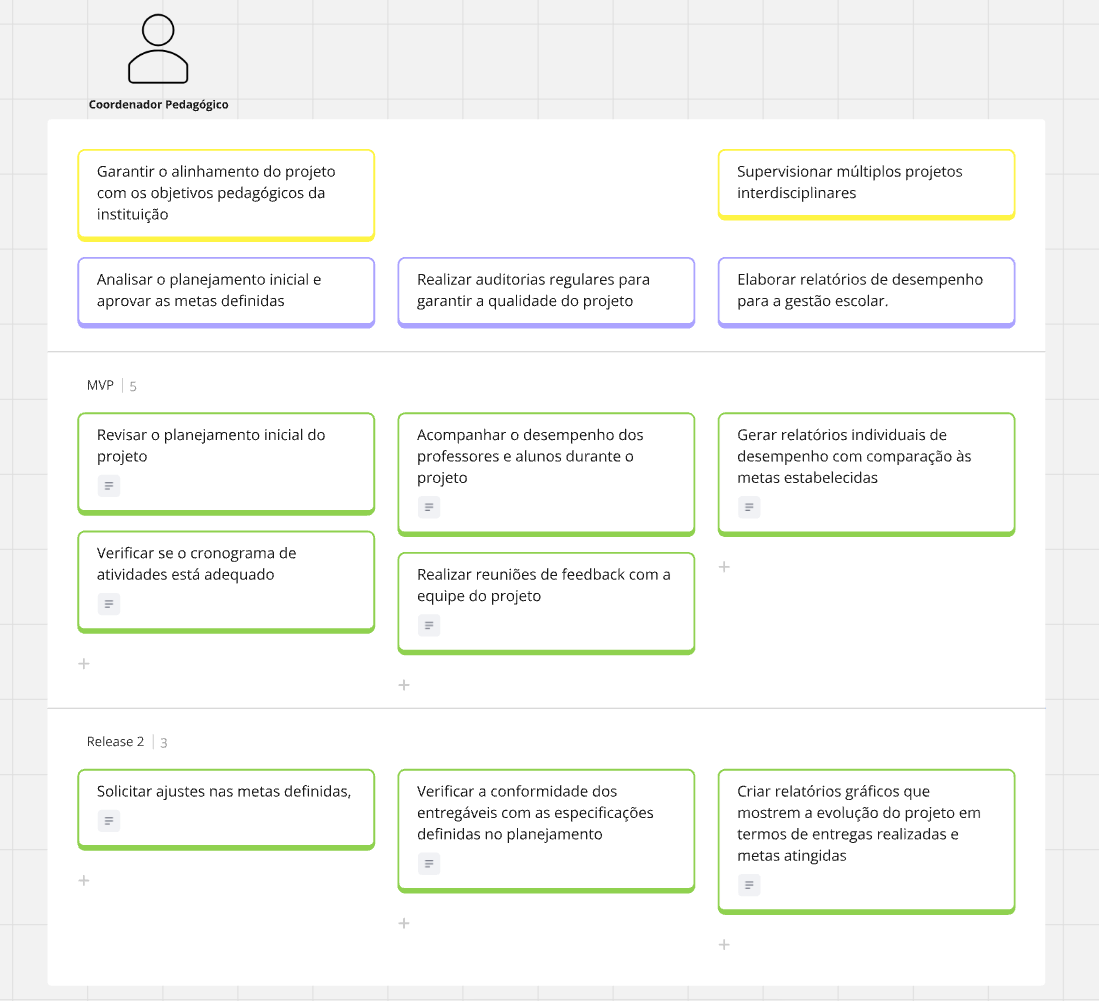 Coordenador Pedagógico
Garantir o alinhamento do projeto
com os objetivos pedagógicos da
instituição
Supervisionar múltiplos projetos
interdisciplinares
Analisar o planejamento inicial e
aprovar as metas definidas
Realizar auditorias regulares para
garantir a qualidade do projeto
Elaborar relatórios de desempenho
para a gestão escolar.
MVP 5
Revisar o planejamento inicial do
projeto
Verificar se o cronograma de
atividades está adequado
Acompanhar o desempenho dos
professores e alunos durante o
projeto
Realizar reuniões de feedback com a
equipe do projeto
Gerar relatórios individuais de
desempenho com comparação às
metas estabelecidas
Release 2 3
Solicitar ajustes nas metas definidas,
Verificar a conformidade dos
entregáveis com as especificações
definidas no planejamento
Criar relatórios gráficos que
mostrem a evolução do projeto em
termos de entregas realizadas e
metas atingidas